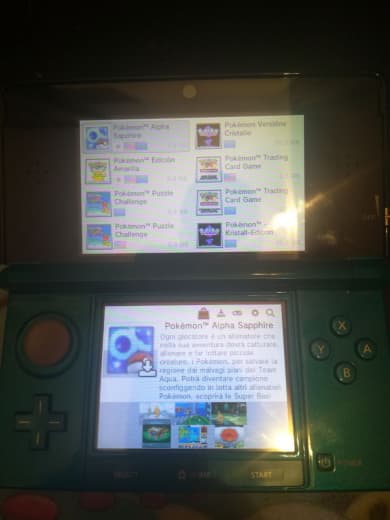 Pokémon™ Alpha
Sapphire
Pokémon Versione
Cristallo
Pokémon™ Edición
Amarilla
Pokémon™ Trading
Card Game
Pokémon™ Puzzle
Challenge
Pokémon™ Trading
Card Game
Pokémon™ Puzzle
Challenge
Pokémon™ -
Kristall-Edition
Pokémon™ Alpha Sapphire
Ogni giocatore è un allenatore che
nella sua avventura dovrà catturare,
allenare e far lottare piccole
creature, i Pokémon, per salvare la
regione dai malvagi piani del Team
Aqua. Potrà diventare campione
sconfiggendo in lotta altri allenatori
Pokémon, scoprirà le Super Basi
X
Y
A
B
SELECT
HOME
START
POWER